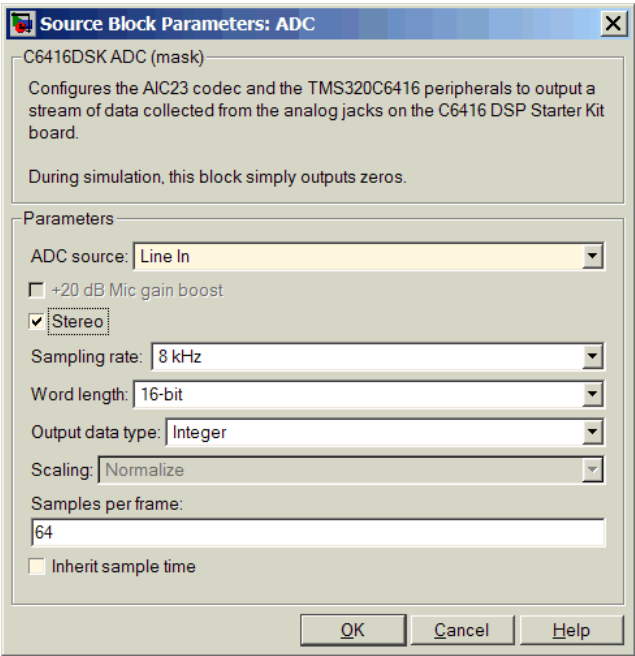 Source Block Parameters: ADC
C6416DSK ADC (mask)
Configures the AIC23 codec and the TMS320C6416 peripherals to output a
stream of data collected from the analog jacks on the C6416 DSP Starter Kit
board.
During simulation, this block simply outputs zeros.
Parameters
ADC source: Line In
+20 dB Mic gain boost
Stereo
Sampling rate: 8 kHz
Word length: 16-bit
Output data type: Integer
Scaling: Normalize
Samples per frame:
64
Inherit sample time
OK Cancel Help